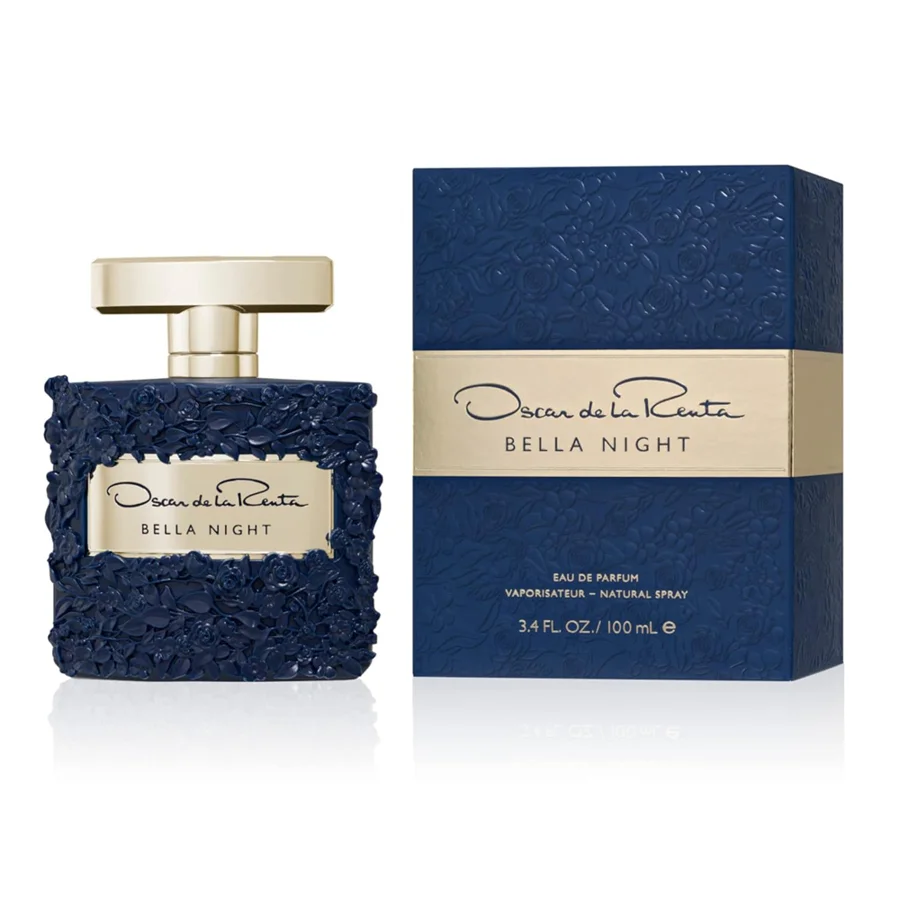 Oscar de la Renta
BELLA NIGHT
Oscar de la Renta
BELLA NIGHT
EAU DE PARFUM
VAPORISATEUR – NATURAL SPRAY
3.4 FL. OZ./ 100 mL ℮